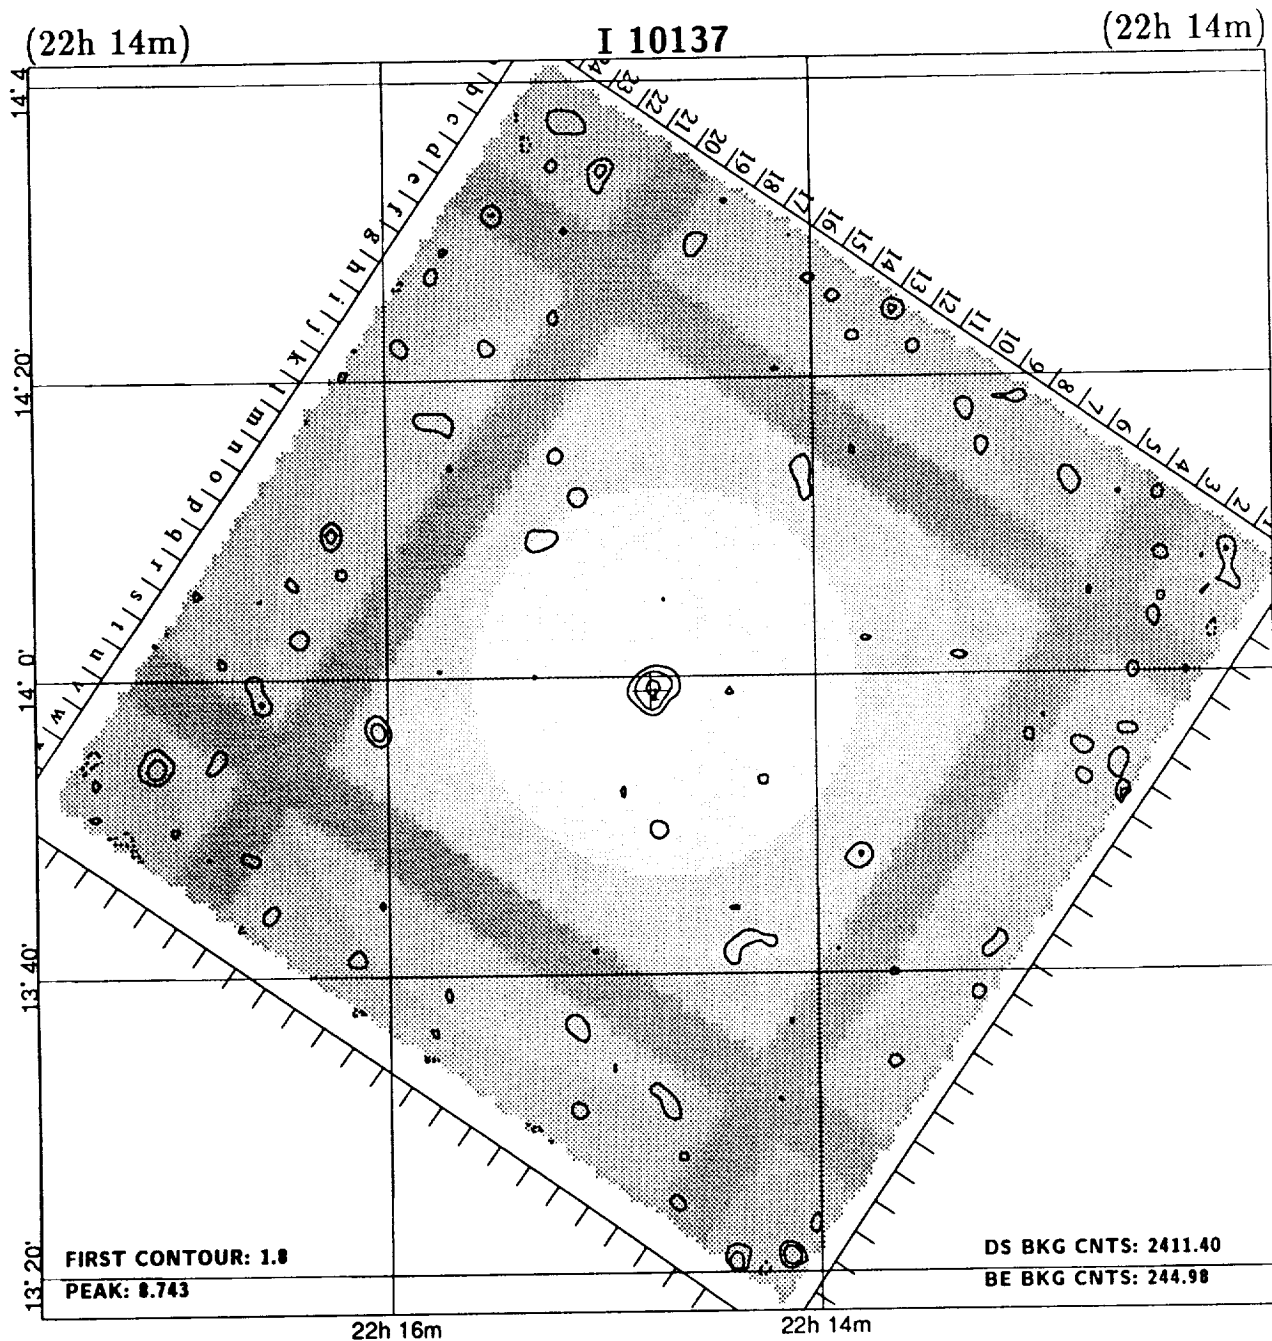 (22h 14m) I 10137 (22h 14m)
24 23 22 21 20 19 18 17 16 15 14 13 12 11 10 9 8 7 6 5 4 3 2 1
b c d e f g h i j k l m n o p q r s t u v w
14° 4
14° 20'
14° 0'
13° 40'
13° 20'
FIRST CONTOUR: 1.8
PEAK: 8.743
DS BKG CNTS: 2411.40
BE BKG CNTS: 244.98
22h 16m 22h 14m